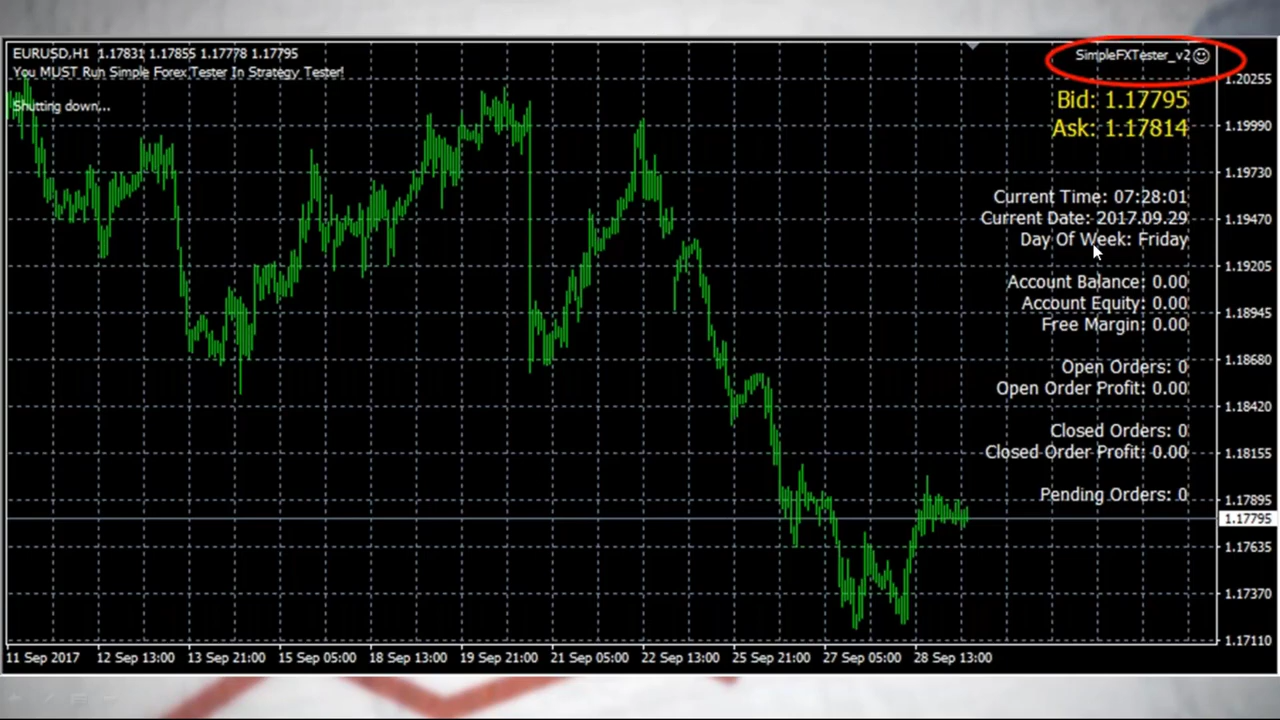 EURUSD,H1 1.17831 1.17855 1.17778 1.17795
SimpleFXTester_v2
You MUST Run Simple Forex Tester In Strategy Tester!
Shutting down...
Bid: 1.17795
Ask: 1.17814
Current Time: 07:28:01
Current Date: 2017.09.29
Day Of Week: Friday
Account Balance: 0.00
Account Equity: 0.00
Free Margin: 0.00
Open Orders: 0
Open Order Profit: 0.00
Closed Orders: 0
Closed Order Profit: 0.00
Pending Orders: 0
1.20255
1.19990
1.19730
1.19470
1.19205
1.18945
1.18680
1.18420
1.18155
1.17895
1.17795
1.17635
1.17370
1.17110
11 Sep 2017 12 Sep 13:00 13 Sep 21:00 15 Sep 05:00 18 Sep 13:00 19 Sep 21:00 21 Sep 05:00 22 Sep 13:00 25 Sep 21:00 27 Sep 05:00 28 Sep 13:00